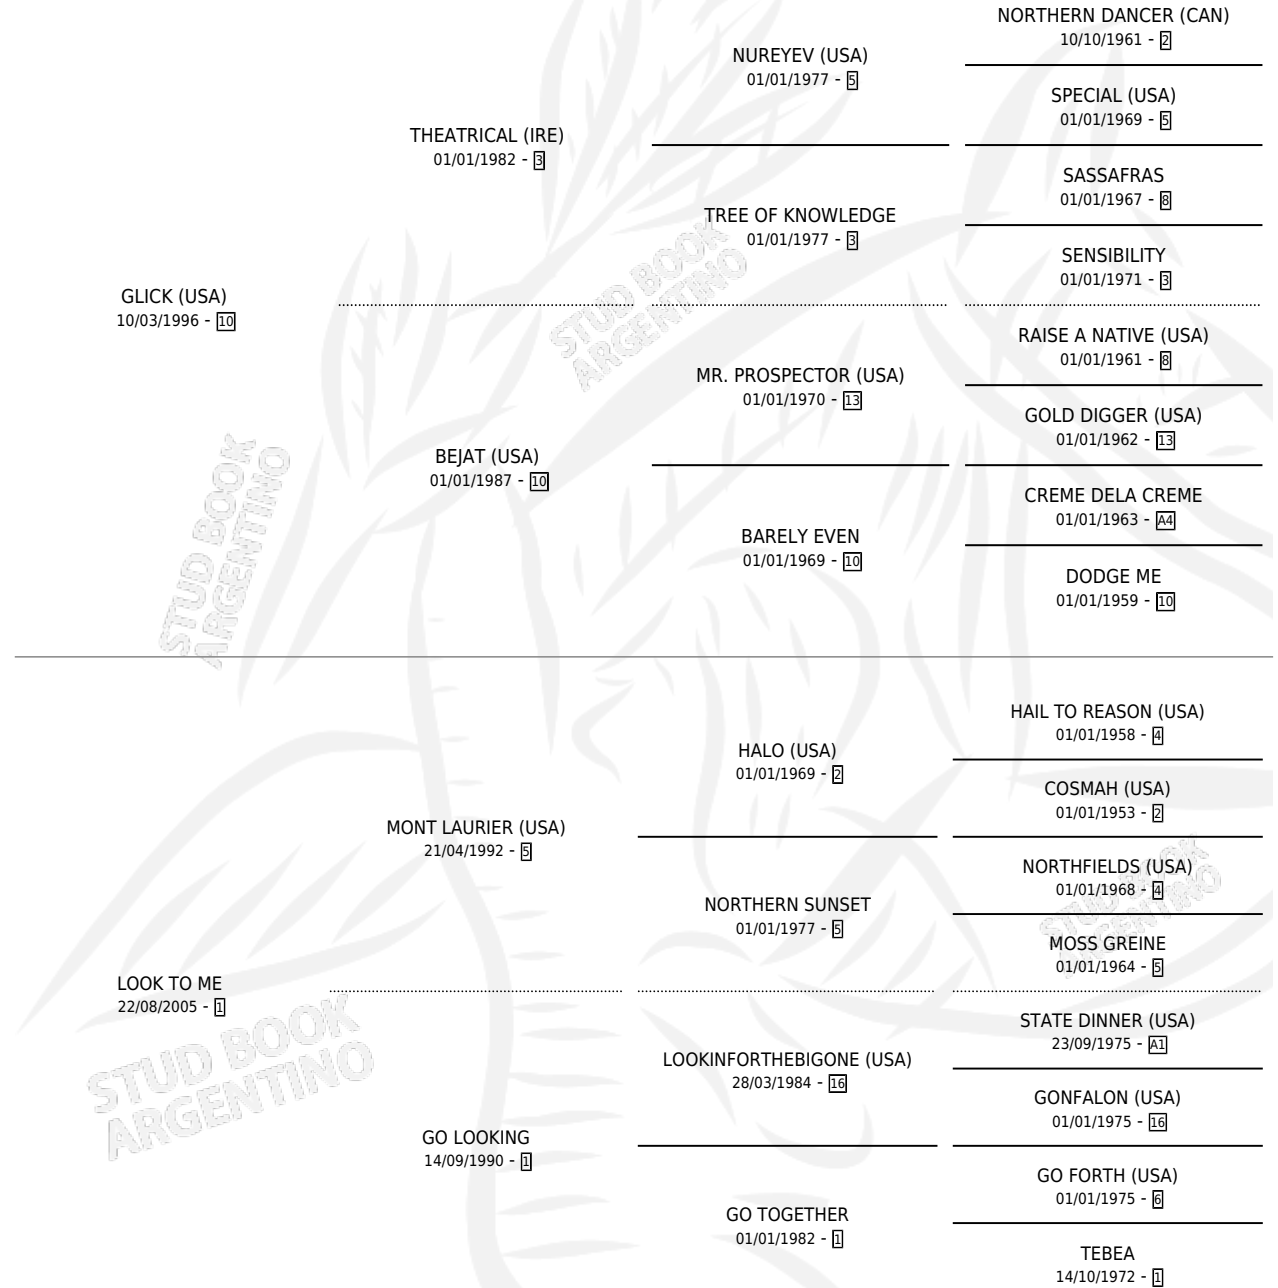 NORTHERN DANCER (CAN)
10/10/1961 - 2
NUREYEV (USA)
01/01/1977 - 5
SPECIAL (USA)
01/01/1969 - 5
THEATRICAL (IRE)
01/01/1982 - 3
SASSAFRAS
01/01/1967 - 8
TREE OF KNOWLEDGE
01/01/1977 - 3
SENSIBILITY
01/01/1971 - 3
GLICK (USA)
10/03/1996 - 10
STUD BOOK
ARGENTINO
RAISE A NATIVE (USA)
01/01/1961 - 8
MR. PROSPECTOR (USA)
01/01/1970 - 13
GOLD DIGGER (USA)
01/01/1962 - 13
BEJAT (USA)
01/01/1987 - 10
CREME DELA CREME
01/01/1963 - A4
BARELY EVEN
01/01/1969 - 10
DODGE ME
01/01/1959 - 10
STUD BOOK
ARGENTINO
HAIL TO REASON (USA)
01/01/1958 - 4
HALO (USA)
01/01/1969 - 2
COSMAH (USA)
01/01/1953 - 2
MONT LAURIER (USA)
21/04/1992 - 5
NORTHFIELDS (USA)
01/01/1968 - 4
NORTHERN SUNSET
01/01/1977 - 5
STUD BOOK
ARGENTINO
MOSS GREINE
01/01/1964 - 5
LOOK TO ME
22/08/2005 - 1
STATE DINNER (USA)
23/09/1975 - A1
LOOKINFORTHEBIGONE (USA)
28/03/1984 - 16
STUD BOOK
ARGENTINO
GONFALON (USA)
01/01/1975 - 16
GO LOOKING
14/09/1990 - 1
GO FORTH (USA)
01/01/1975 - 6
GO TOGETHER
01/01/1982 - 1
TEBEA
14/10/1972 - 1